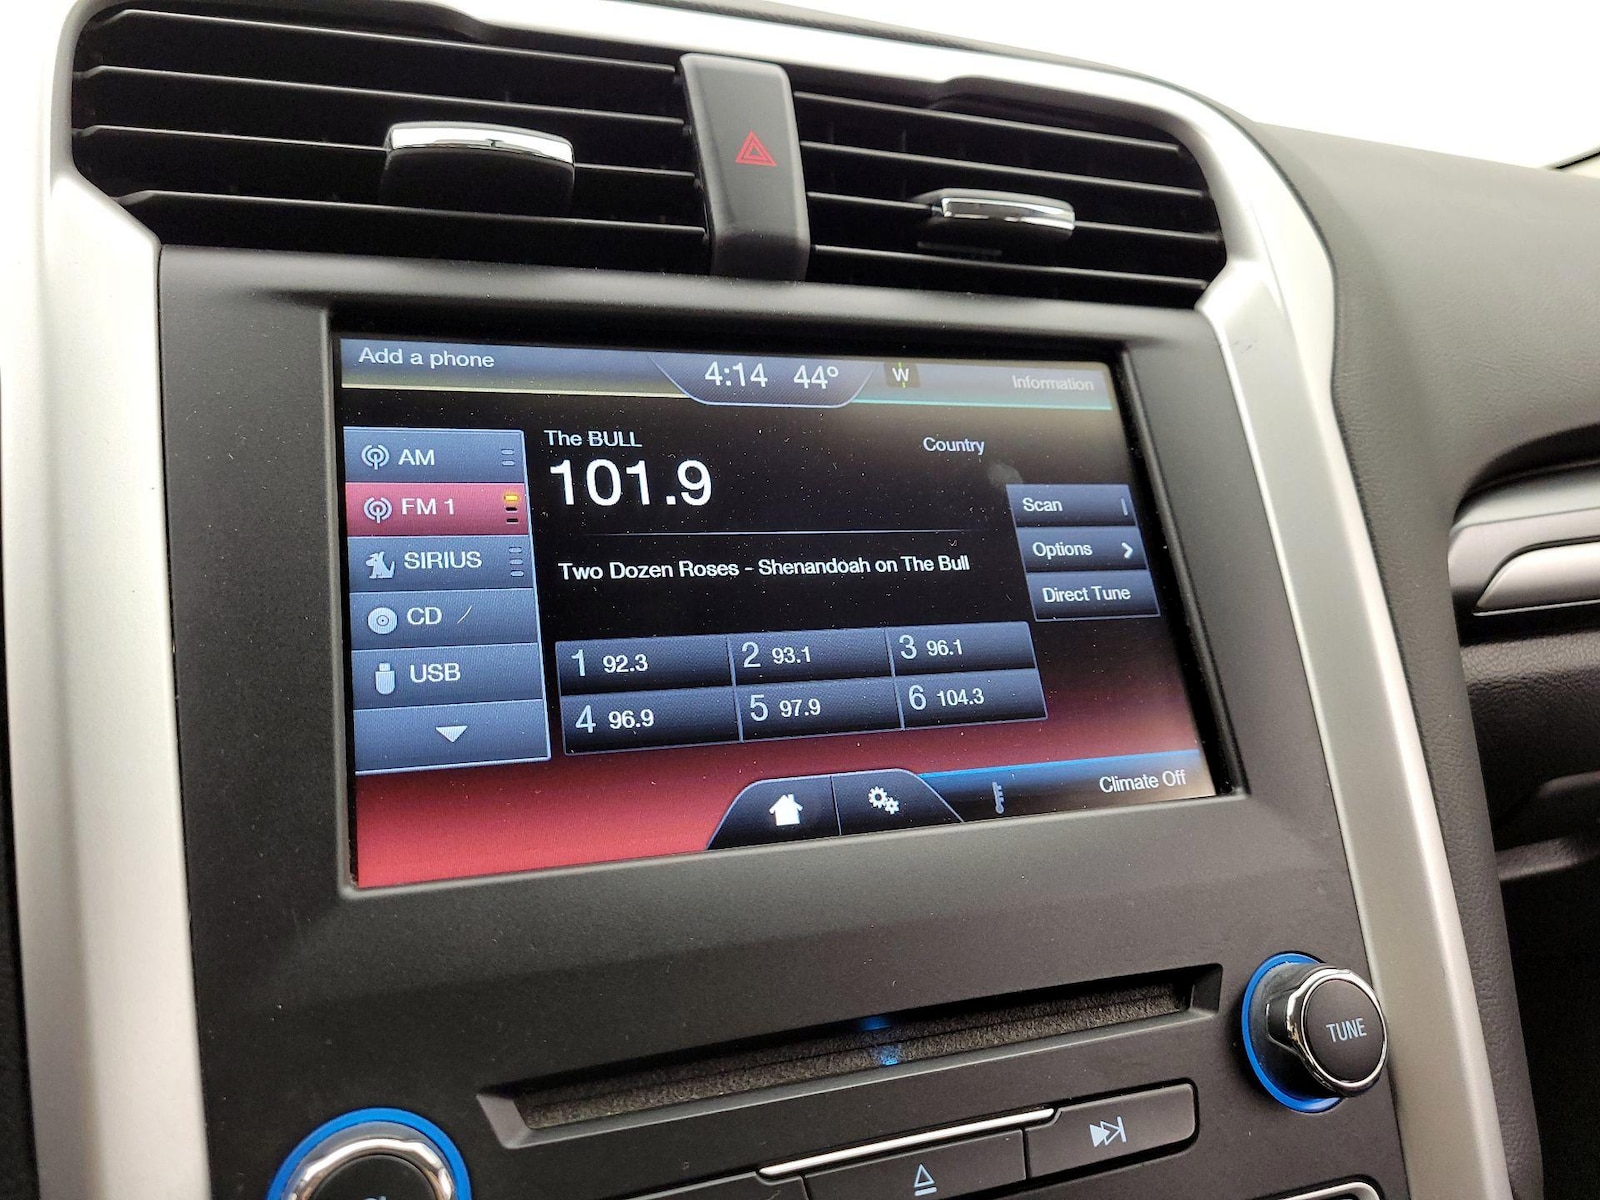 Add a phone
4:14 44°
W
Information
AM
FM 1
SIRIUS
CD
USB
The BULL
101.9
Country
Two Dozen Roses - Shenandoah on The Bull
Scan
Options
Direct Tune
1 92.3
2 93.1
3 96.1
4 96.9
5 97.9
6 104.3
Climate Off
TUNE